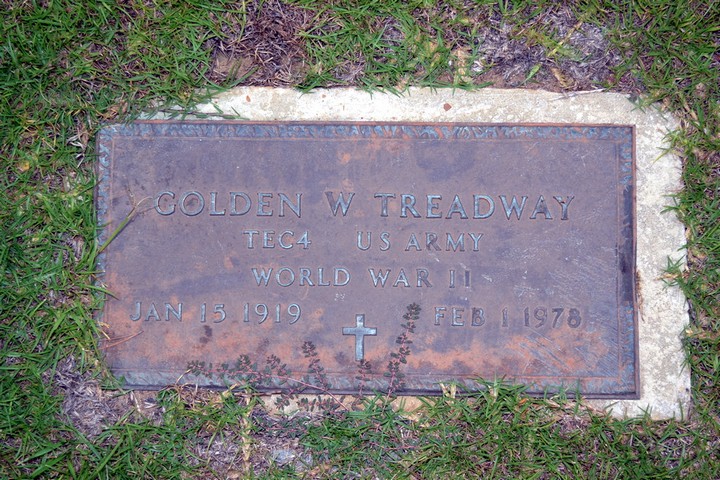 GOLDEN W TREADWAY
TEC4 US ARMY
WORLD WAR II
JAN 15 1919 FEB 1 1978